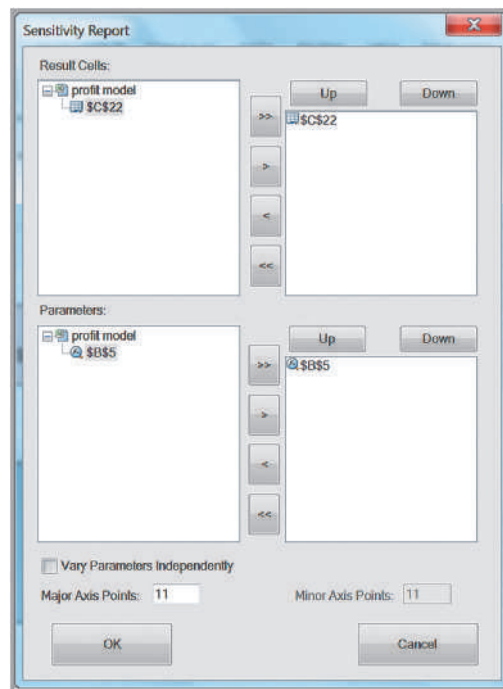 Sensitivity Report
Result Cells:
profit model
$C$22
>>
>
<
<<
Up Down
$C$22
Parameters:
profit model
$B$5
>>
>
<
<<
Up Down
$B$5
Vary Parameters Independently
Major Axis Points: 11 Minor Axis Points: 11
OK Cancel